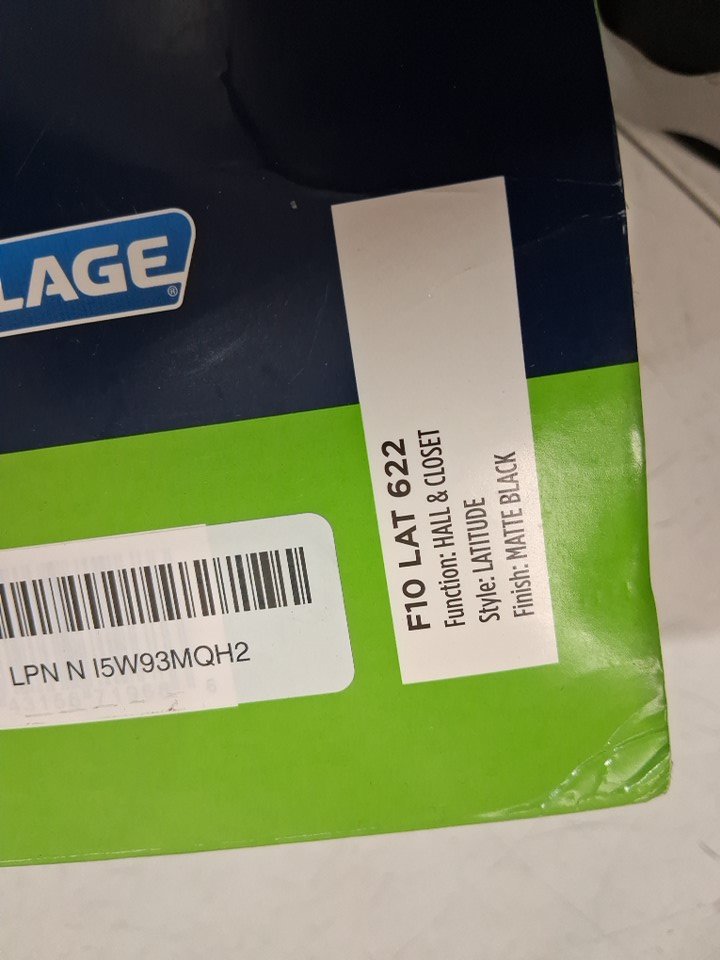 LAGE®
F10 LAT 622
Function: HALL & CLOSET
Style: LATITUDE
Finish: MATTE BLACK
LPN N I5W93MQH2